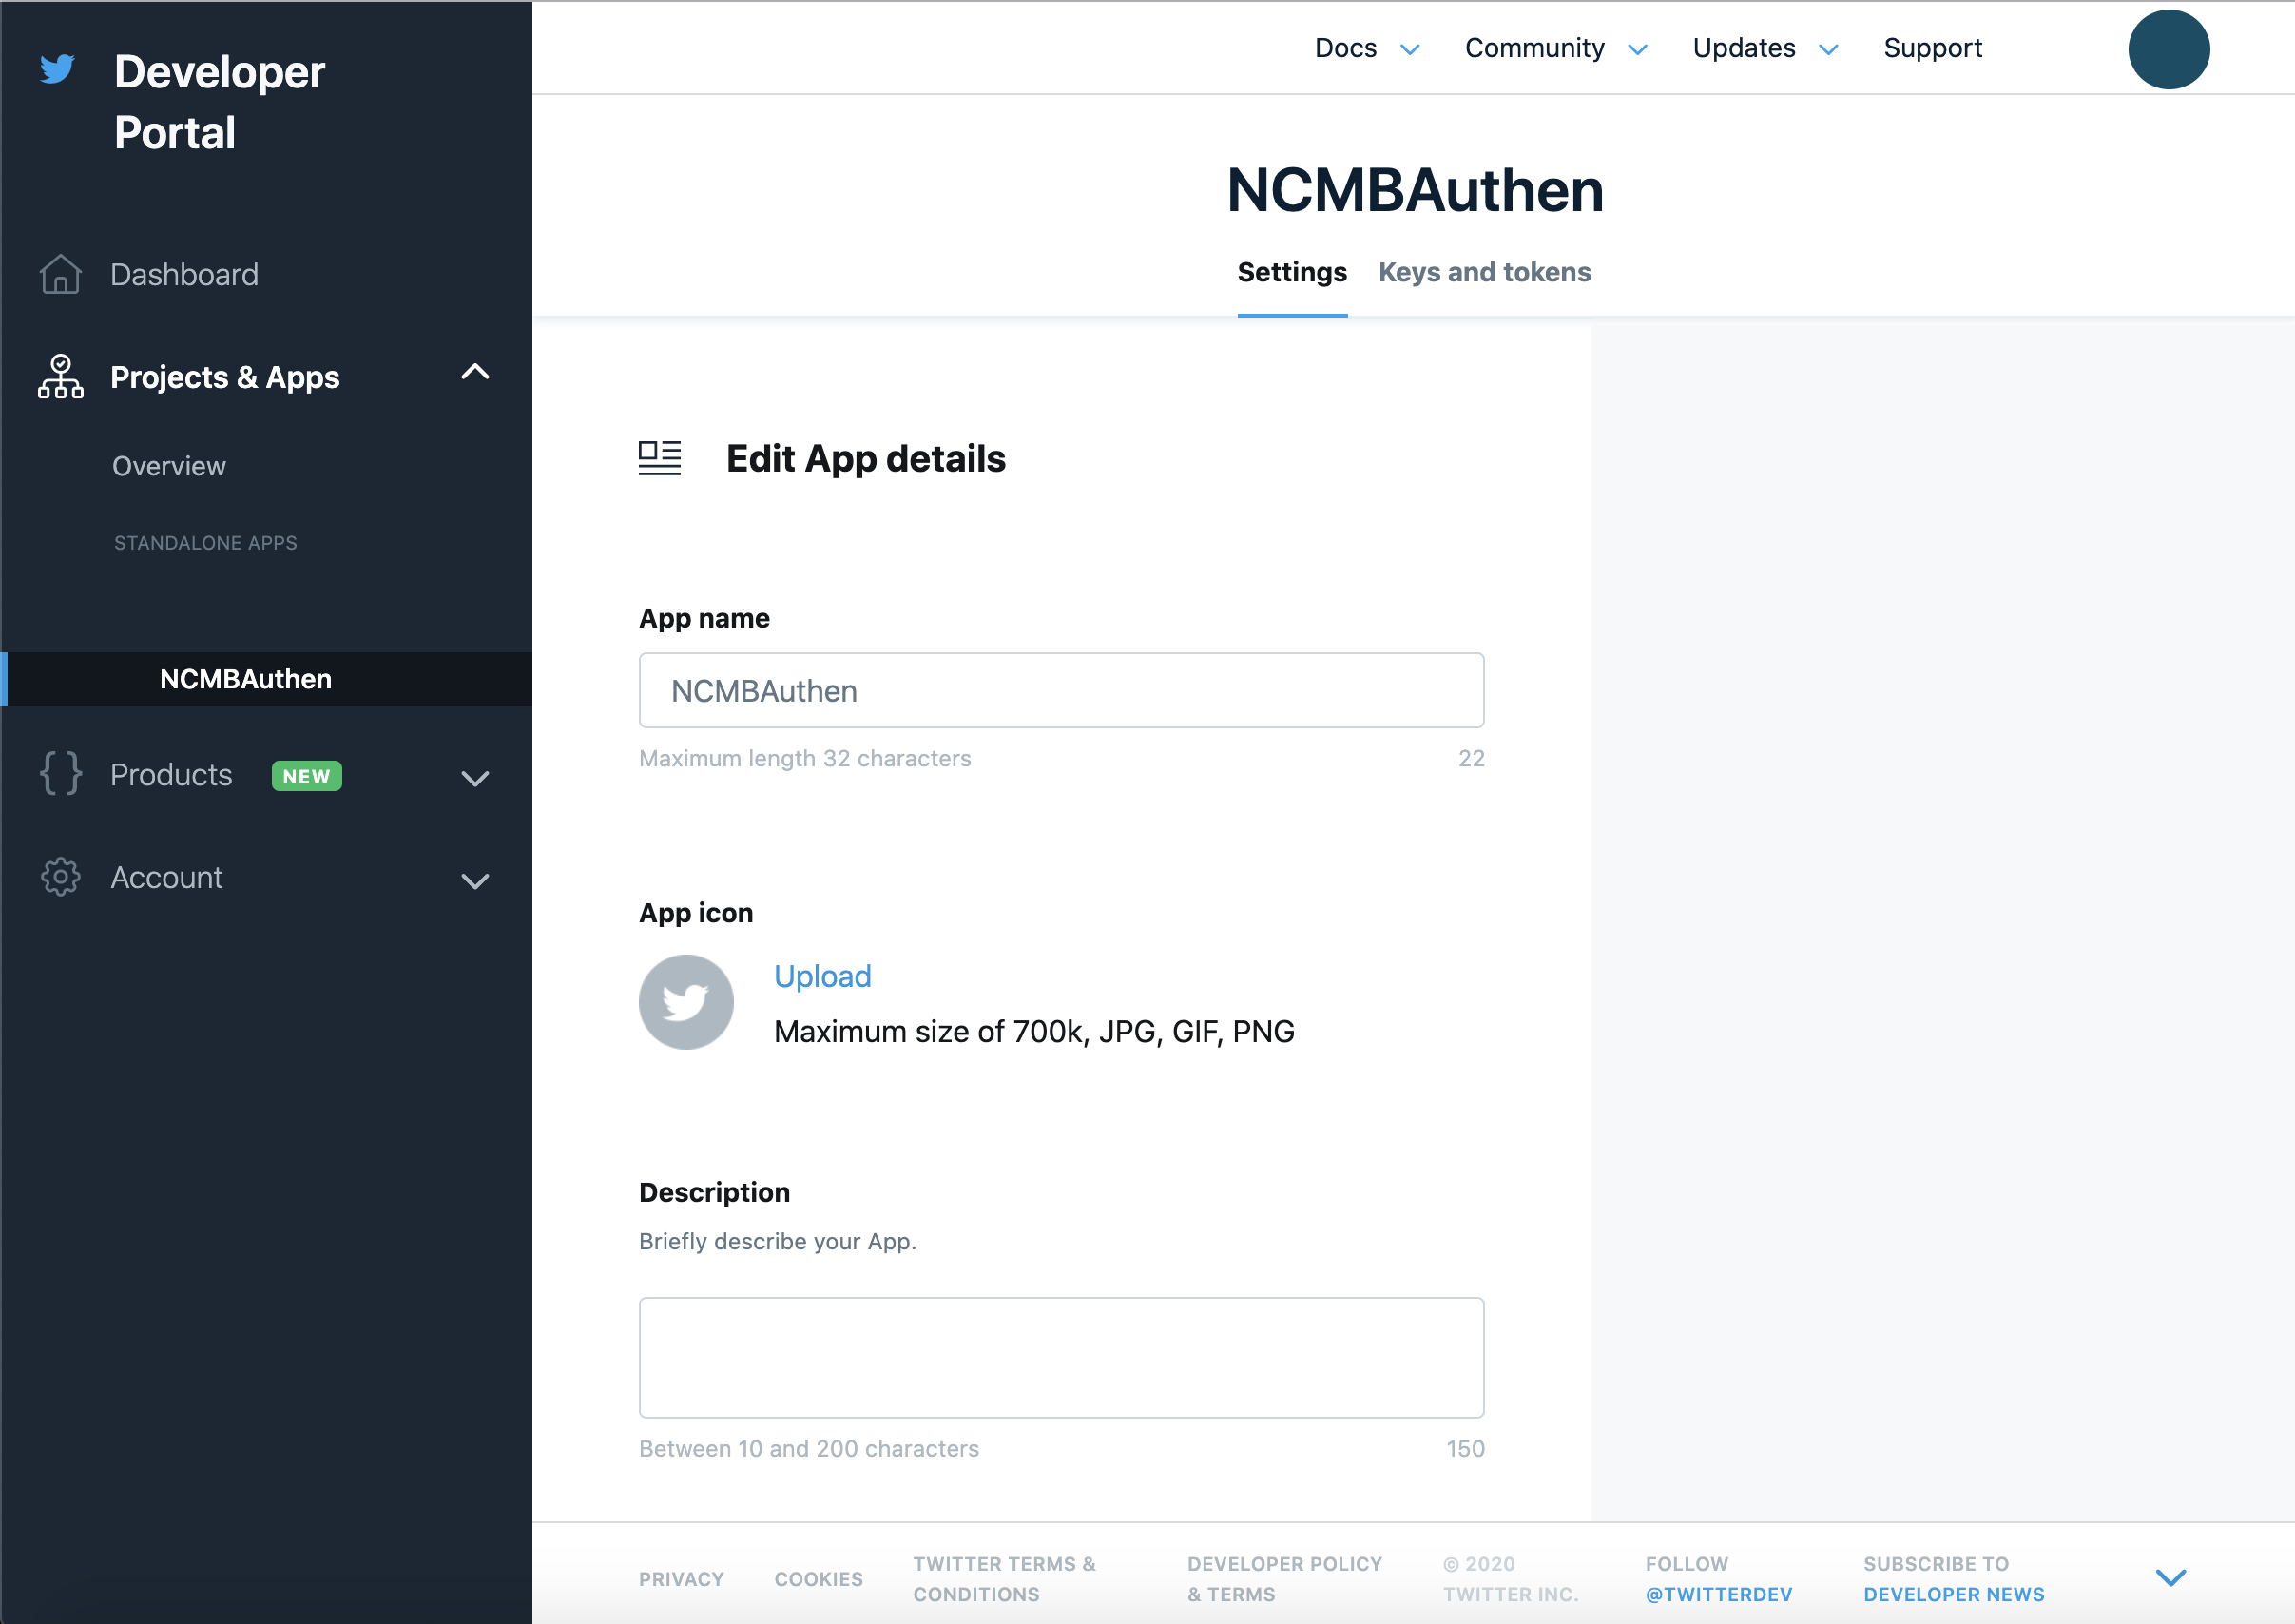 Developer
Portal
Dashboard
Projects & Apps
Overview
STANDALONE APPS
NCMBAuthen
Products NEW
Account
Docs Community Updates Support
NCMBAuthen
Settings Keys and tokens
Edit App details
App name
NCMBAuthen
Maximum length 32 characters 22
App icon
Upload
Maximum size of 700k, JPG, GIF, PNG
Description
Briefly describe your App.
Between 10 and 200 characters 150
PRIVACY
COOKIES
TWITTER TERMS &
CONDITIONS
DEVELOPER POLICY
& TERMS
© 2020
TWITTER INC.
FOLLOW
@TWITTERDEV
SUBSCRIBE TO
DEVELOPER NEWS